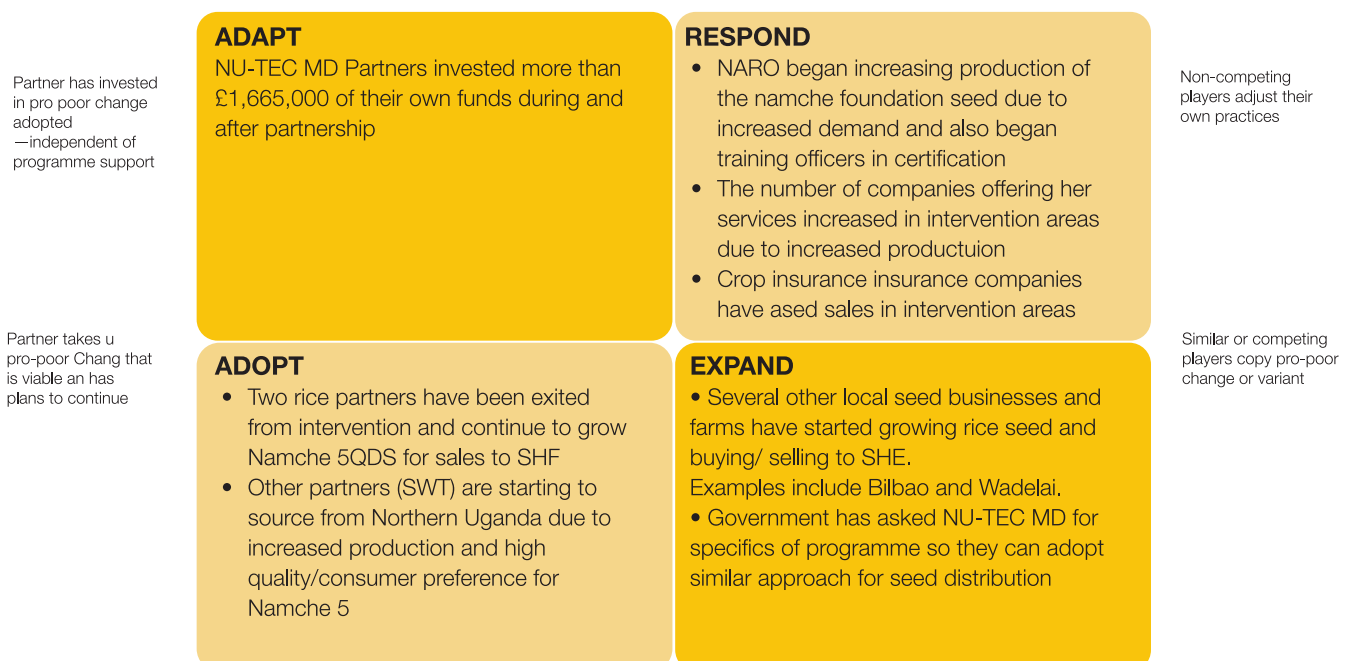 Partner has invested
in pro poor change
adopted
—independent of
programme support
ADAPT
NU-TEC MD Partners invested more than
£1,665,000 of their own funds during and
after partnership
RESPOND
• NARO began increasing production of
the namche foundation seed due to
increased demand and also began
training officers in certification
• The number of companies offering her
services increased in intervention areas
due to increased productuion
• Crop insurance insurance companies
have ased sales in intervention areas
Non-competing
players adjust their
own practices
Partner takes u
pro-poor Chang that
is viable an has
plans to continue
ADOPT
• Two rice partners have been exited
from intervention and continue to grow
Namche 5QDS for sales to SHF
• Other partners (SWT) are starting to
source from Northern Uganda due to
increased production and high
quality/consumer preference for
Namche 5
EXPAND
• Several other local seed businesses and
farms have started growing rice seed and
buying/ selling to SHE.
Examples include Bilbao and Wadelai.
• Government has asked NU-TEC MD for
specifics of programme so they can adopt
similar approach for seed distribution
Similar or competing
players copy pro-poor
change or variant